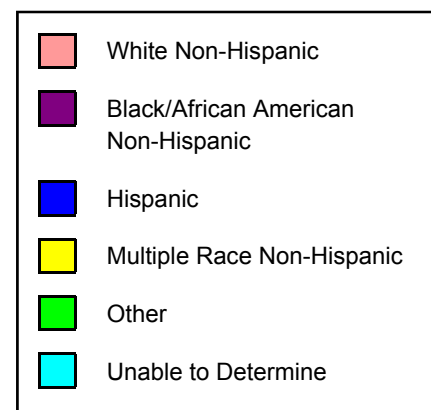 White Non-Hispanic
Black/African American
Non-Hispanic
Hispanic
Multiple Race Non-Hispanic
Other
Unable to Determine